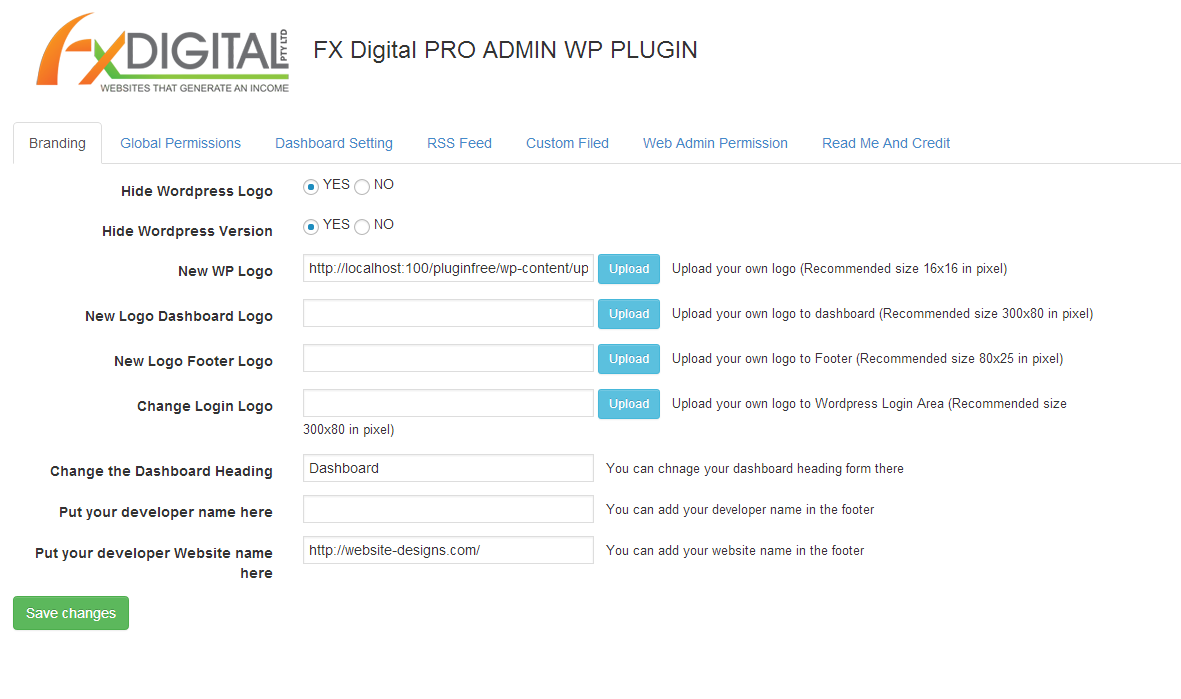 FXDIGITAL PTY LTD
WEBSITES THAT GENERATE AN INCOME
FX Digital PRO ADMIN WP PLUGIN
Branding Global Permissions Dashboard Setting RSS Feed Custom Filed Web Admin Permission Read Me And Credit
Hide Wordpress Logo YES NO
Hide Wordpress Version YES NO
New WP Logo http://localhost:100/pluginfree/wp-content/up Upload Upload your own logo (Recommended size 16x16 in pixel)
New Logo Dashboard Logo Upload Upload your own logo to dashboard (Recommended size 300x80 in pixel)
New Logo Footer Logo Upload Upload your own logo to Footer (Recommended size 80x25 in pixel)
Change Login Logo Upload Upload your own logo to Wordpress Login Area (Recommended size
300x80 in pixel)
Change the Dashboard Heading Dashboard You can chnage your dashboard heading form there
Put your developer name here You can add your developer name in the footer
Put your developer Website name http://website-designs.com/ You can add your website name in the footer
here
Save changes